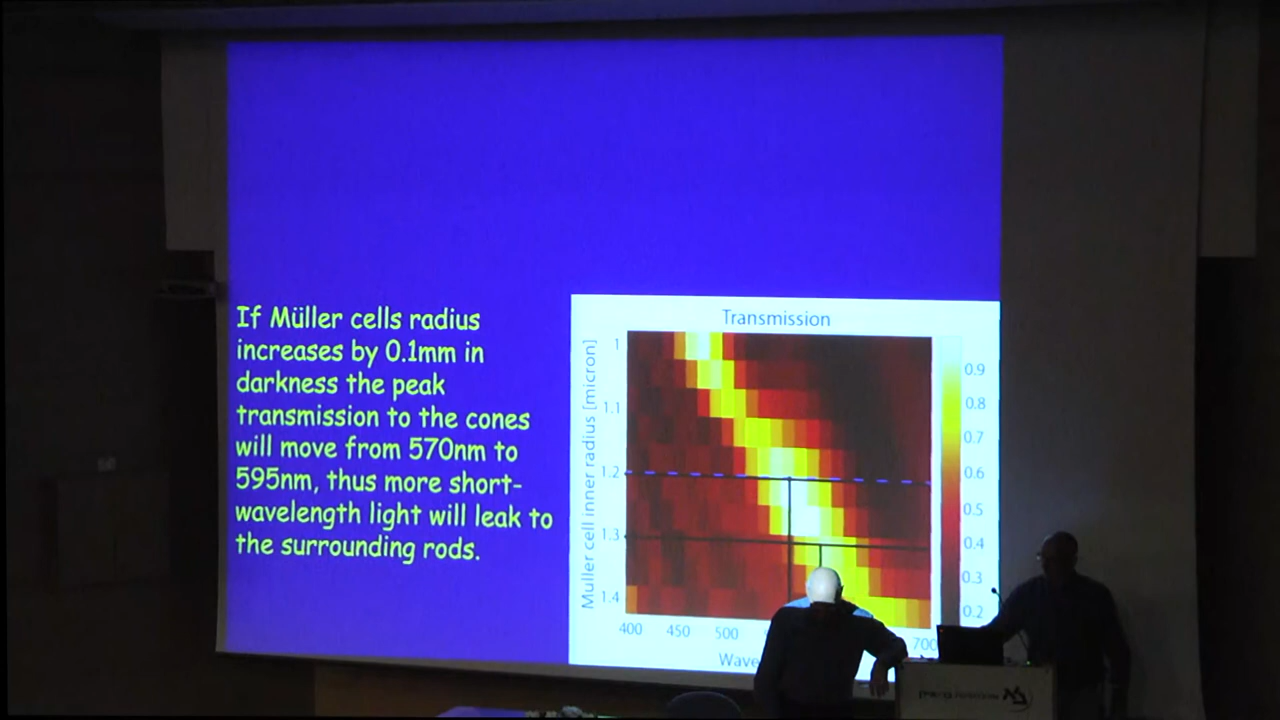 If Müller cells radius
increases by 0.1mm in
darkness the peak
transmission to the cones
will move from 570nm to
595nm, thus more short-
wavelength light will leak to
the surrounding rods.
Transmission
Muller cell inner radius [micron]
1
1.1
1.2
1.3
1.4
400 450 500 700
Wave
0.9
0.8
0.7
0.6
0.5
0.4
0.3
0.2